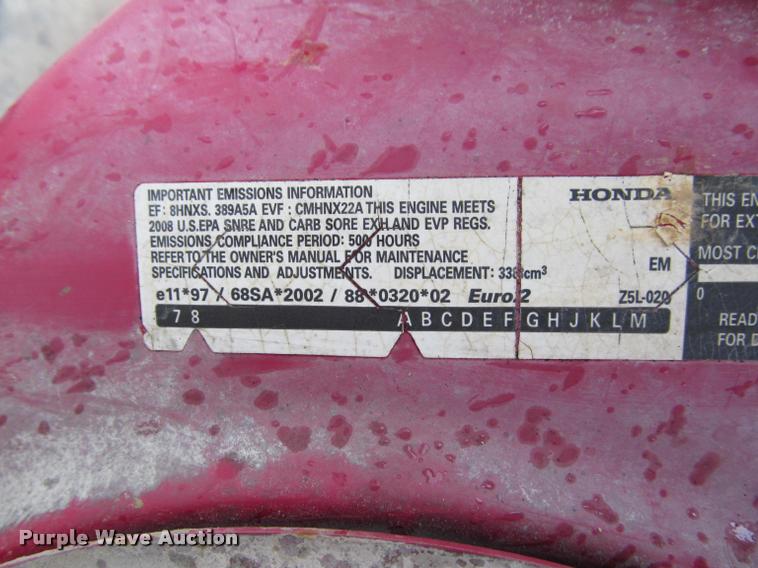 IMPORTANT EMISSIONS INFORMATION
HONDA
EF: 8HNXS. 389A5A EVF : CMHNX22A THIS ENGINE MEETS
2008 U.S.EPA SNRE AND CARB SORE EXH AND EVP REGS.
EMISSIONS COMPLIANCE PERIOD: 500 HOURS
REFER TO THE OWNER'S MANUAL FOR MAINTENANCE
SPECIFICATIONS AND ADJUSTMENTS. DISPLACEMENT: 389cm³
EM
e11*97 / 68SA*2002 / 88*0320*02 Euro.2
Z5L-020
7 8 A B C D E F G H J K L M
THIS EN
FOR EXT
MOST C
0
READ
FOR D
Purple Wave Auction